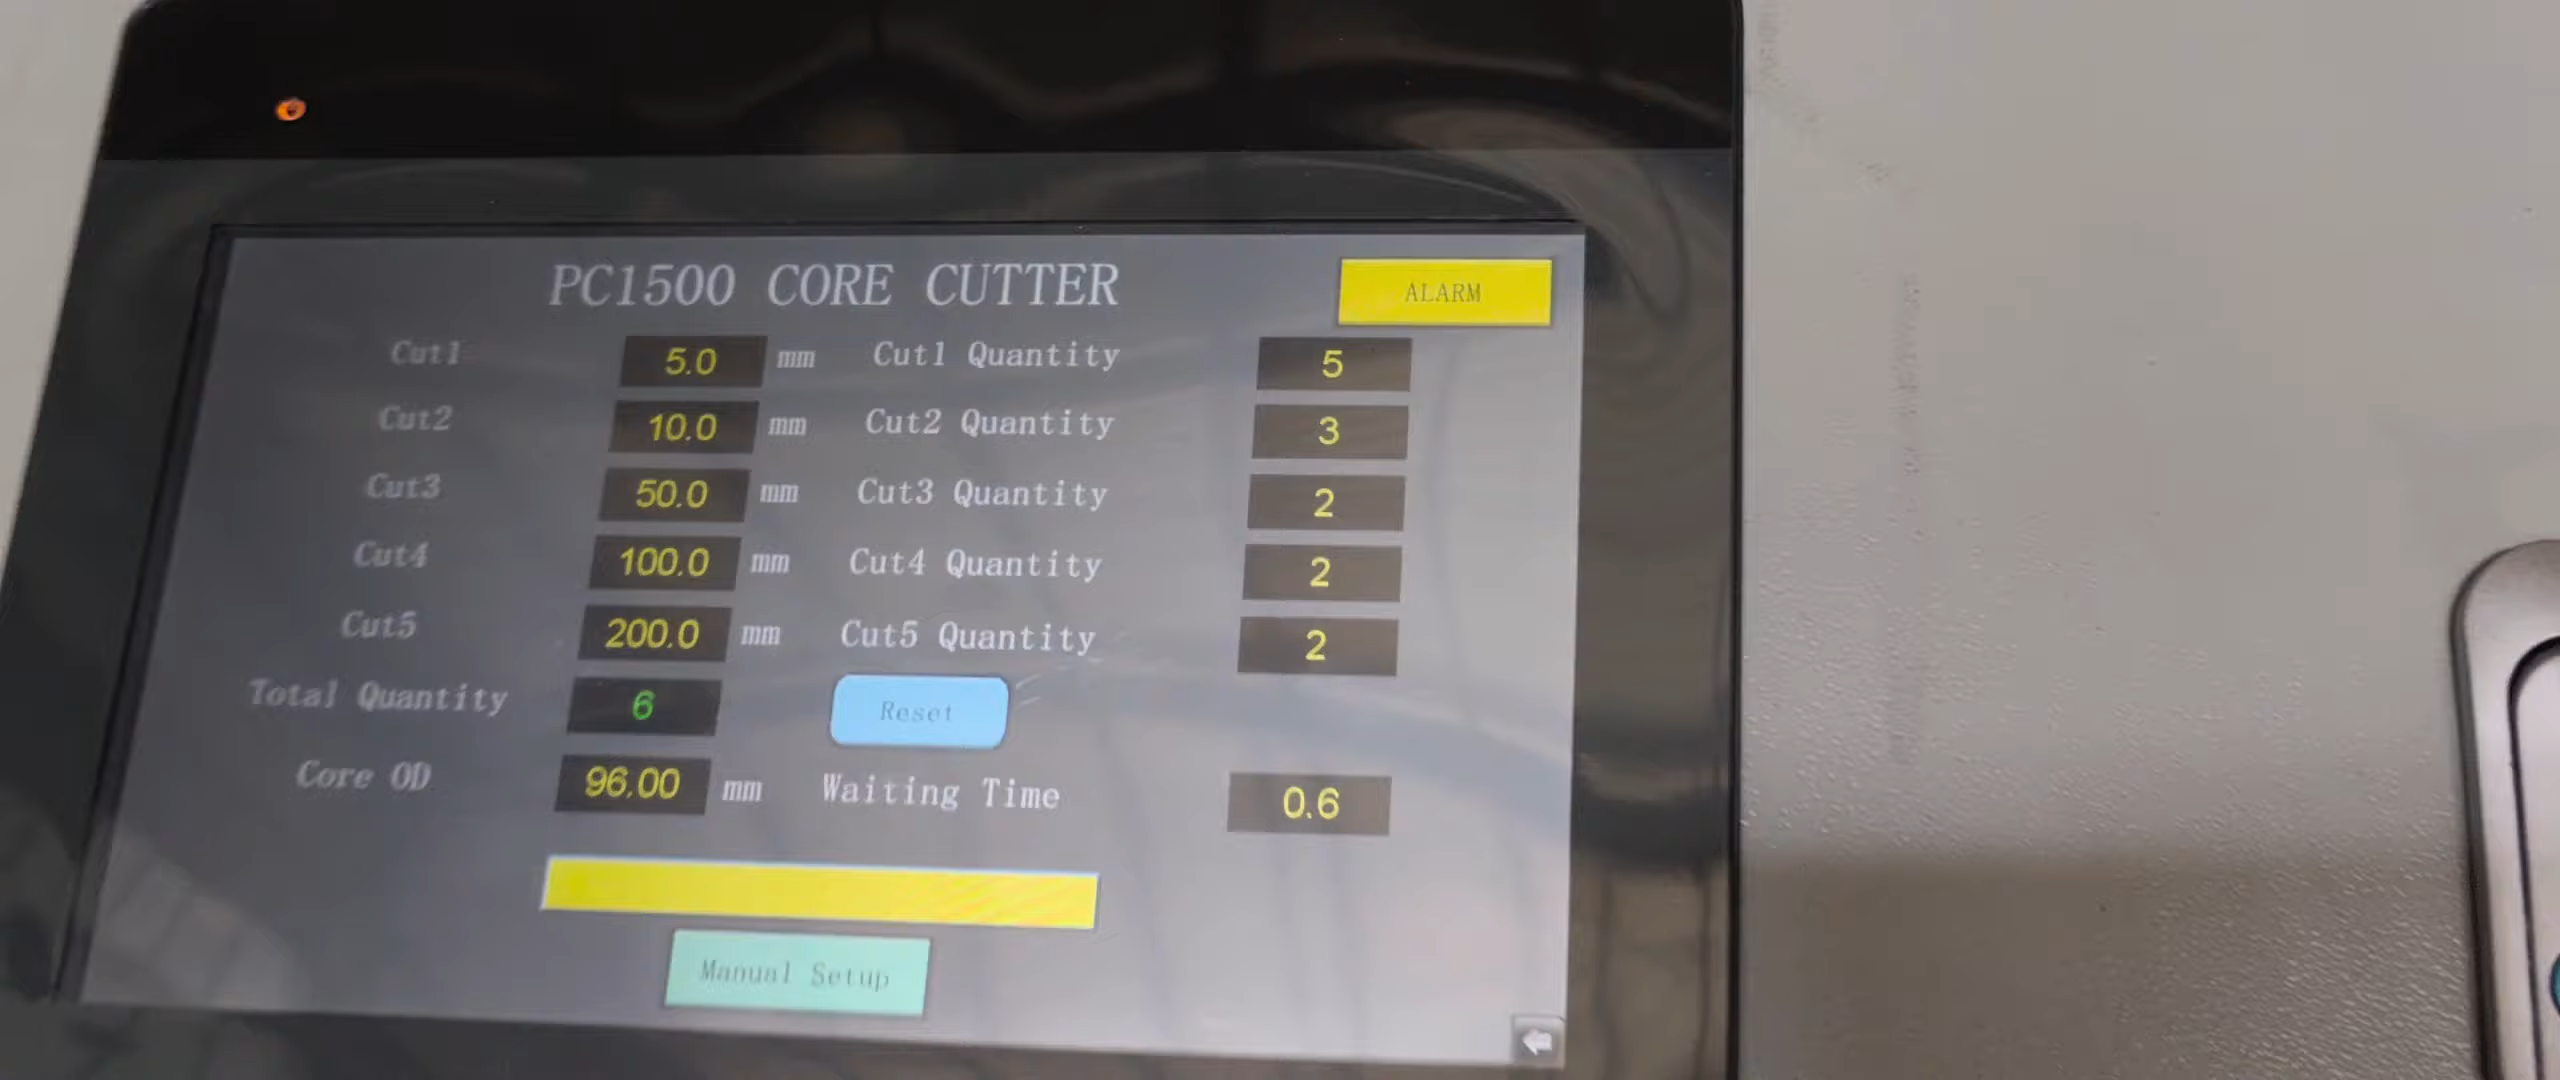 PC1500 CORE CUTTER
ALARM
Cut1 5.0 mm Cut1 Quantity 5
Cut2 10.0 mm Cut2 Quantity 3
Cut3 50.0 mm Cut3 Quantity 2
Cut4 100.0 mm Cut4 Quantity 2
Cut5 200.0 mm Cut5 Quantity 2
Total Quantity 6 Reset
Core OD 96.00 mm Waiting Time 0.6
Manual Setup